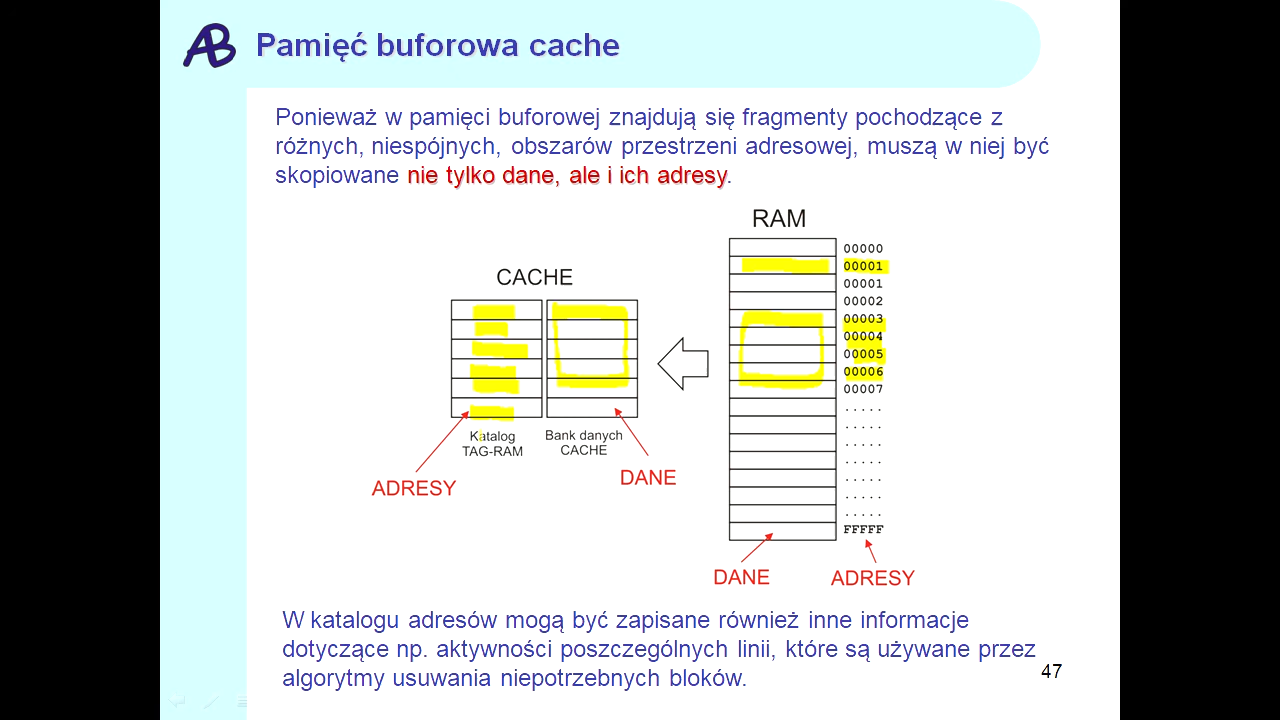 AB Pamięć buforowa cache
Ponieważ w pamięci buforowej znajdują się fragmenty pochodzące z
różnych, niespójnych, obszarów przestrzeni adresowej, muszą w niej być
skopiowane nie tylko dane, ale i ich adresy.
RAM
CACHE
00000
00001
00001
00002
00003
00004
00005
00006
00007
.....
.....
.....
.....
.....
.....
.....
FFFFF
Katalog
TAG-RAM
Bank danych
CACHE
ADRESY
DANE
DANE
ADRESY
W katalogu adresów mogą być zapisane również inne informacje
dotyczące np. aktywności poszczególnych linii, które są używane przez
algorytmy usuwania niepotrzebnych bloków.
47